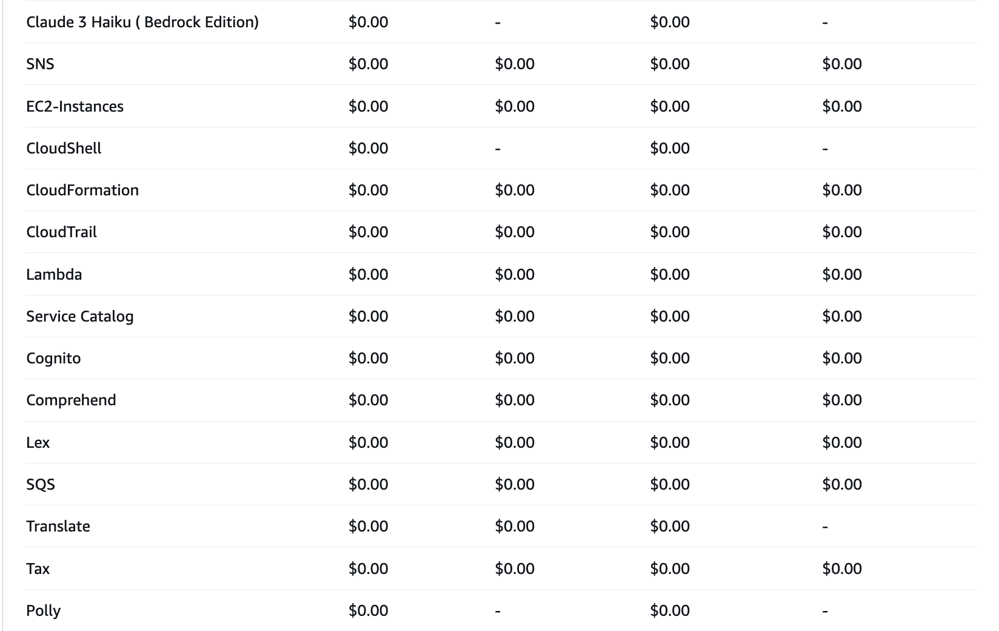 Claude 3 Haiku ( Bedrock Edition) $0.00 - $0.00 -
SNS $0.00 $0.00 $0.00 $0.00
EC2-Instances $0.00 $0.00 $0.00 $0.00
CloudShell $0.00 - $0.00 -
CloudFormation $0.00 $0.00 $0.00 $0.00
CloudTrail $0.00 $0.00 $0.00 $0.00
Lambda $0.00 $0.00 $0.00 $0.00
Service Catalog $0.00 $0.00 $0.00 $0.00
Cognito $0.00 $0.00 $0.00 $0.00
Comprehend $0.00 $0.00 $0.00 $0.00
Lex $0.00 $0.00 $0.00 $0.00
SQS $0.00 $0.00 $0.00 $0.00
Translate $0.00 $0.00 $0.00 -
Tax $0.00 $0.00 $0.00 $0.00
Polly $0.00 - $0.00 -